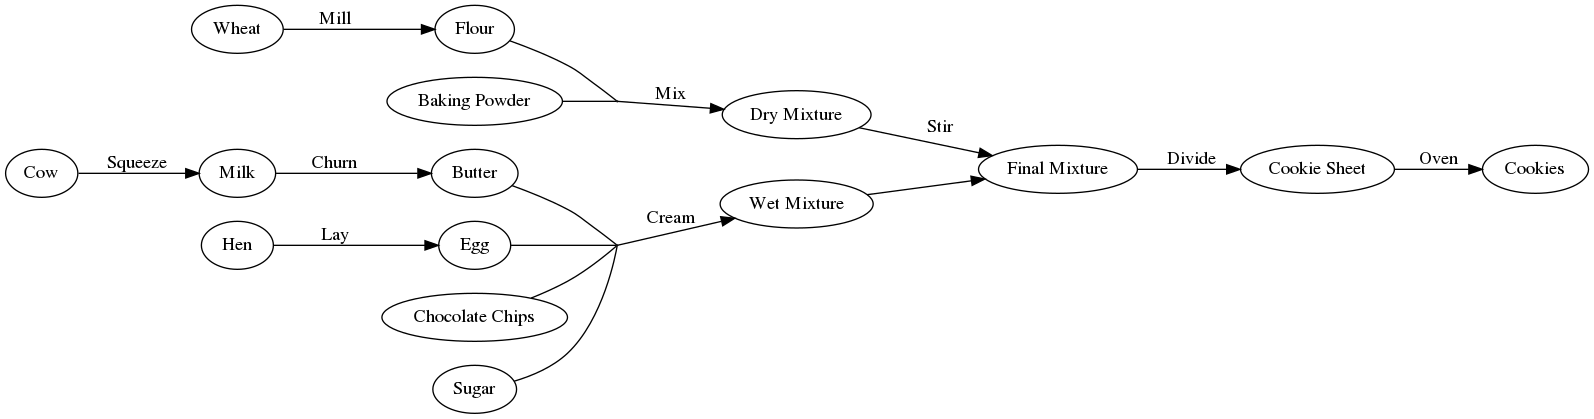 Wheat
Mill
Flour
Baking Powder
Mix
Dry Mixture
Stir
Cow
Squeeze
Milk
Churn
Butter
Final Mixture
Divide
Cookie Sheet
Oven
Cookies
Wet Mixture
Cream
Hen
Lay
Egg
Chocolate Chips
Sugar